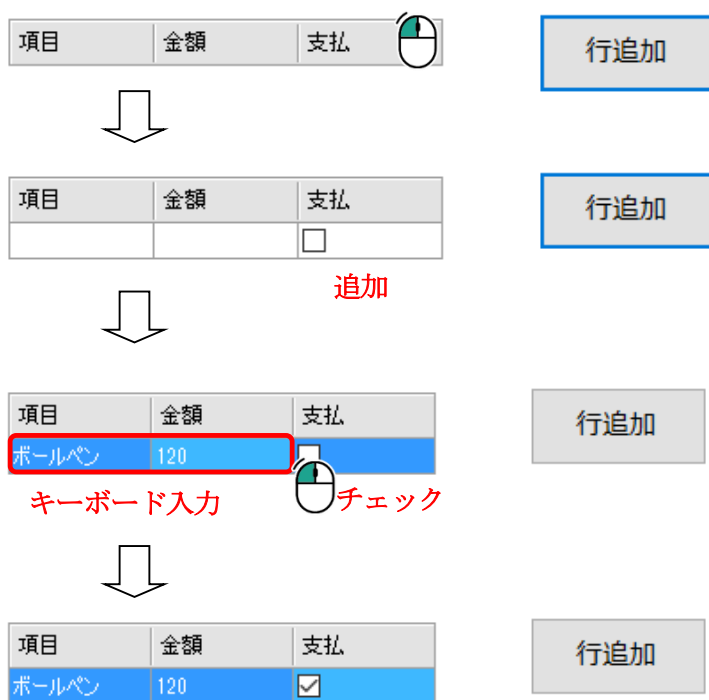 項目 金額 支払 行追加
項目 金額 支払 行追加
追加
項目 金額 支払 行追加
ボールペン 120
キーボード入力 チェック
項目 金額 支払 行追加
ボールペン 120